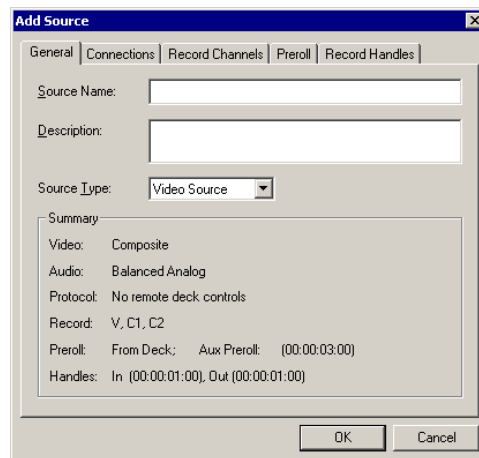 Add Source
General Connections Record Channels Preroll Record Handles
Source Name:
Description:
Source Type: Video Source
Summary
Video: Composite
Audio: Balanced Analog
Protocol: No remote deck controls
Record: V, C1, C2
Preroll: From Deck; Aux Preroll: (00:00:03:00)
Handles: In (00:00:01:00), Out (00:00:01:00)
OK Cancel